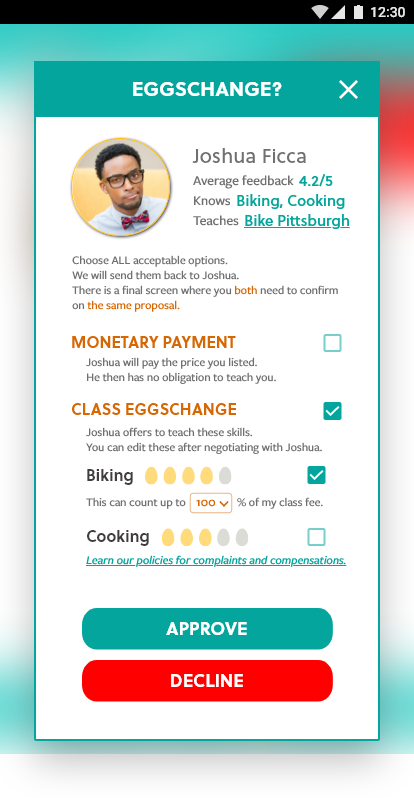 12:30
EGGSCHANGE?
Joshua Ficca
Average feedback 4.2/5
Knows Biking, Cooking
Teaches Bike Pittsburgh
Choose ALL acceptable options.
We will send them back to Joshua.
There is a final screen where you both need to confirm
on the same proposal.
MONETARY PAYMENT
Joshua will pay the price you listed.
He then has no obligation to teach you.
CLASS EGGSCHANGE
Joshua offers to teach these skills.
You can edit these after negotiating with Joshua.
Biking
This can count up to 100 % of my class fee.
Cooking
Learn our policies for complaints and compensations.
APPROVE
DECLINE